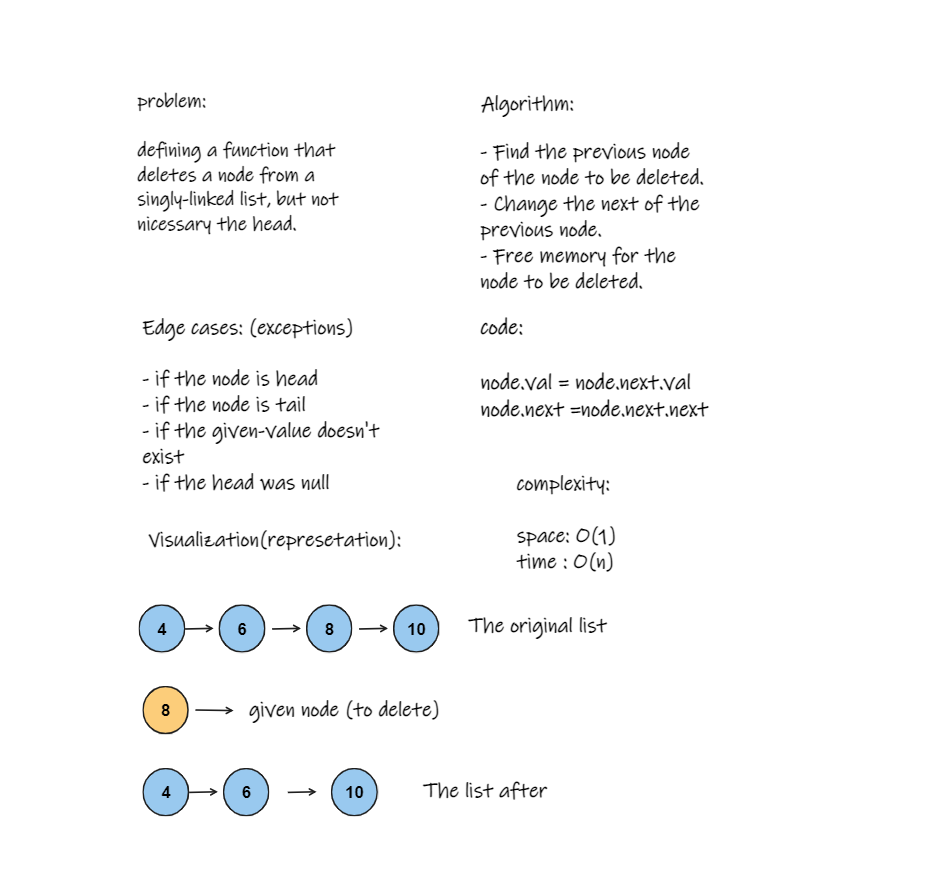 problem:
defining a function that
deletes a node from a
singly-linked list, but not
nicessary the head.
Algorithm:
- Find the previous node
of the node to be deleted.
- Change the next of the
previous node.
- Free memory for the
node to be deleted.
Edge cases: (exceptions)
- if the node is head
- if the node is tail
- if the given-value doesn't
exist
- if the head was null
code:
node.val = node.next.val
node.next =node.next.next
complexity:
space: O(1)
time : O(n)
Visualization(represetation):
4 6 8 10 The original list
8 given node (to delete)
4 6 10 The list after